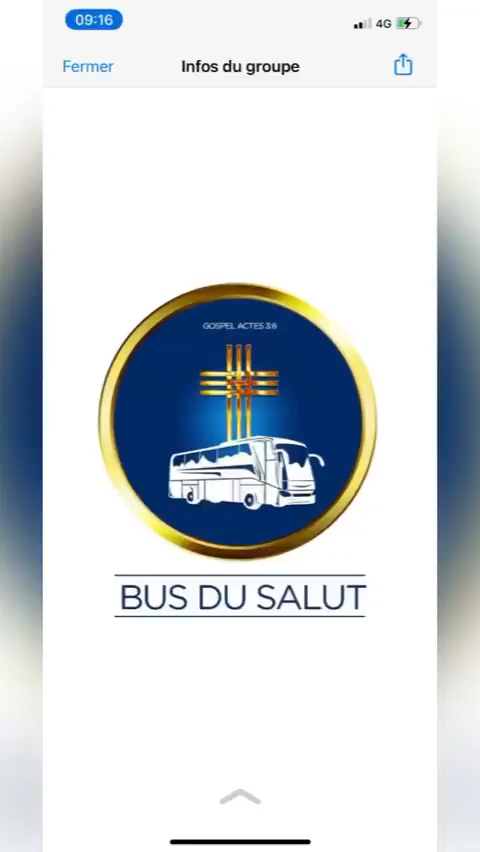 09:16
4G
Fermer
Infos du groupe
GOSPEL ACTES 3:6
BUS DU SALUT